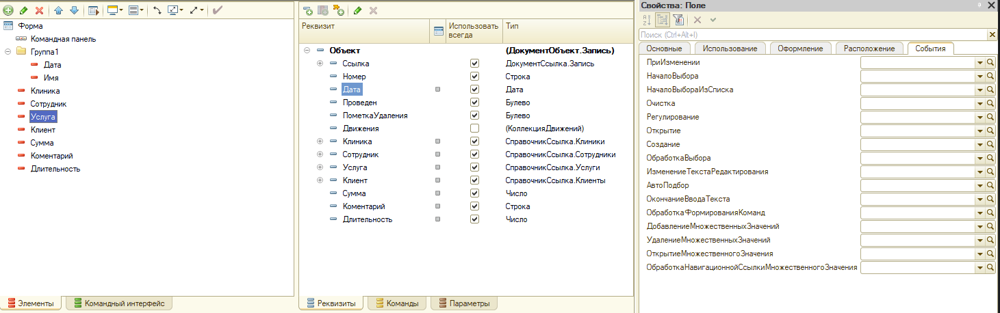 Форма
Командная панель
Группа1
Дата
Имя
Клиника
Сотрудник
Услуга
Клиент
Сумма
Коментарий
Длительность
Элементы
Командный интерфейс
Реквизит
Использовать всегда
Тип
Объект (ДокументОбъект.Запись)
Ссылка ДокументСсылка.Запись
Номер Строка
Дата Дата
Проведен Булево
ПометкаУдаления Булево
Движения (КоллекцияДвижений)
Клиника СправочникСсылка.Клиники
Сотрудник СправочникСсылка.Сотрудники
Услуга СправочникСсылка.Услуги
Клиент СправочникСсылка.Клиенты
Сумма Число
Коментарий Строка
Длительность Число
Реквизиты
Команды
Параметры
Свойства: Поле
Поиск (Ctrl+Alt+I)
Основные
Использование
Оформление
Расположение
События
ПриИзменении
НачалоВыбора
НачалоВыбораИзСписка
Очистка
Регулирование
Открытие
Создание
ОбработкаВыбора
ИзменениеТекстаРедактирования
АвтоПодбор
ОкончаниеВводаТекста
ОбработкаФормированияКоманд
ДобавлениеМножественныхЗначений
УдалениеМножественныхЗначений
ОткрытиеМножественногоЗначения
ОбработкаНавигационнойСсылкиМножественногоЗначения